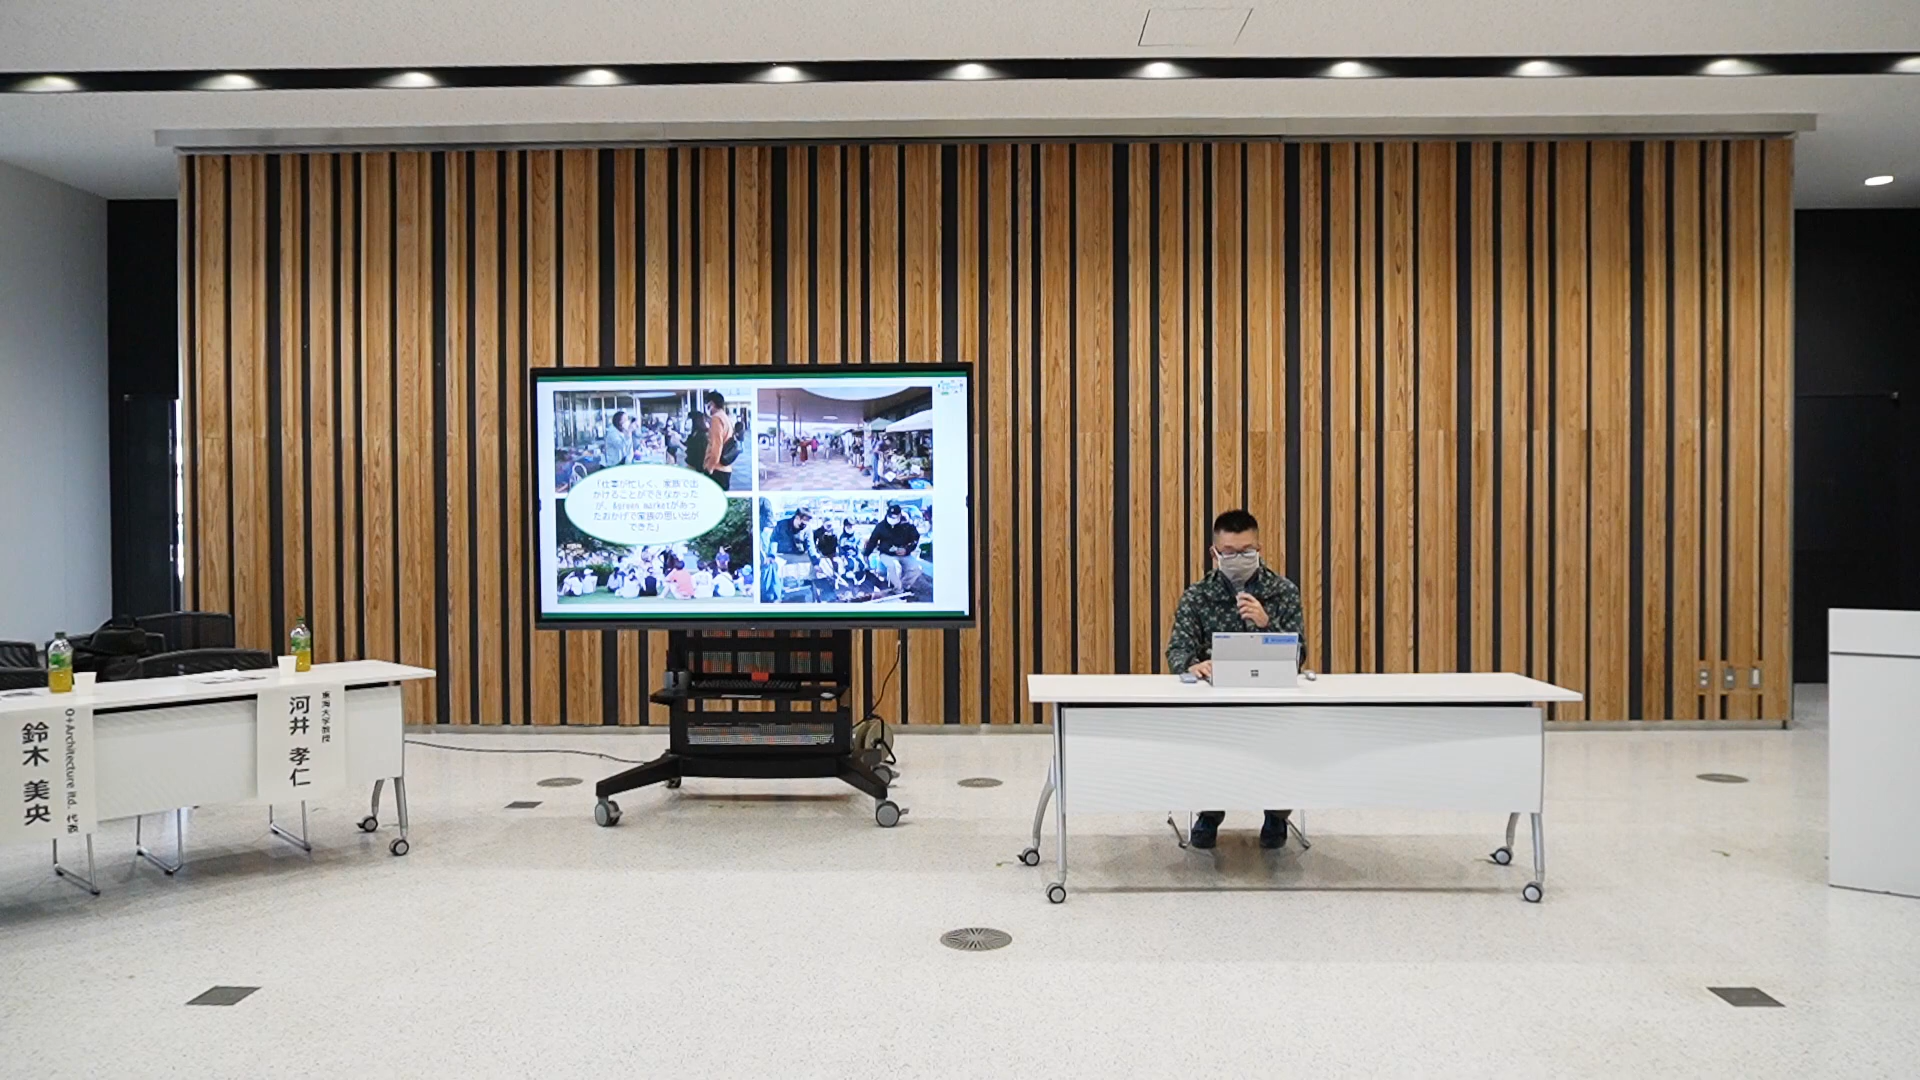 「仕事が忙しく、家族で出
かけることができなかった
が、Green marketがあっ
たおかげで家族の思い出が
できた」
東海大学教授
河井 孝仁
O+Architecture ltd. 代表
鈴木 美央